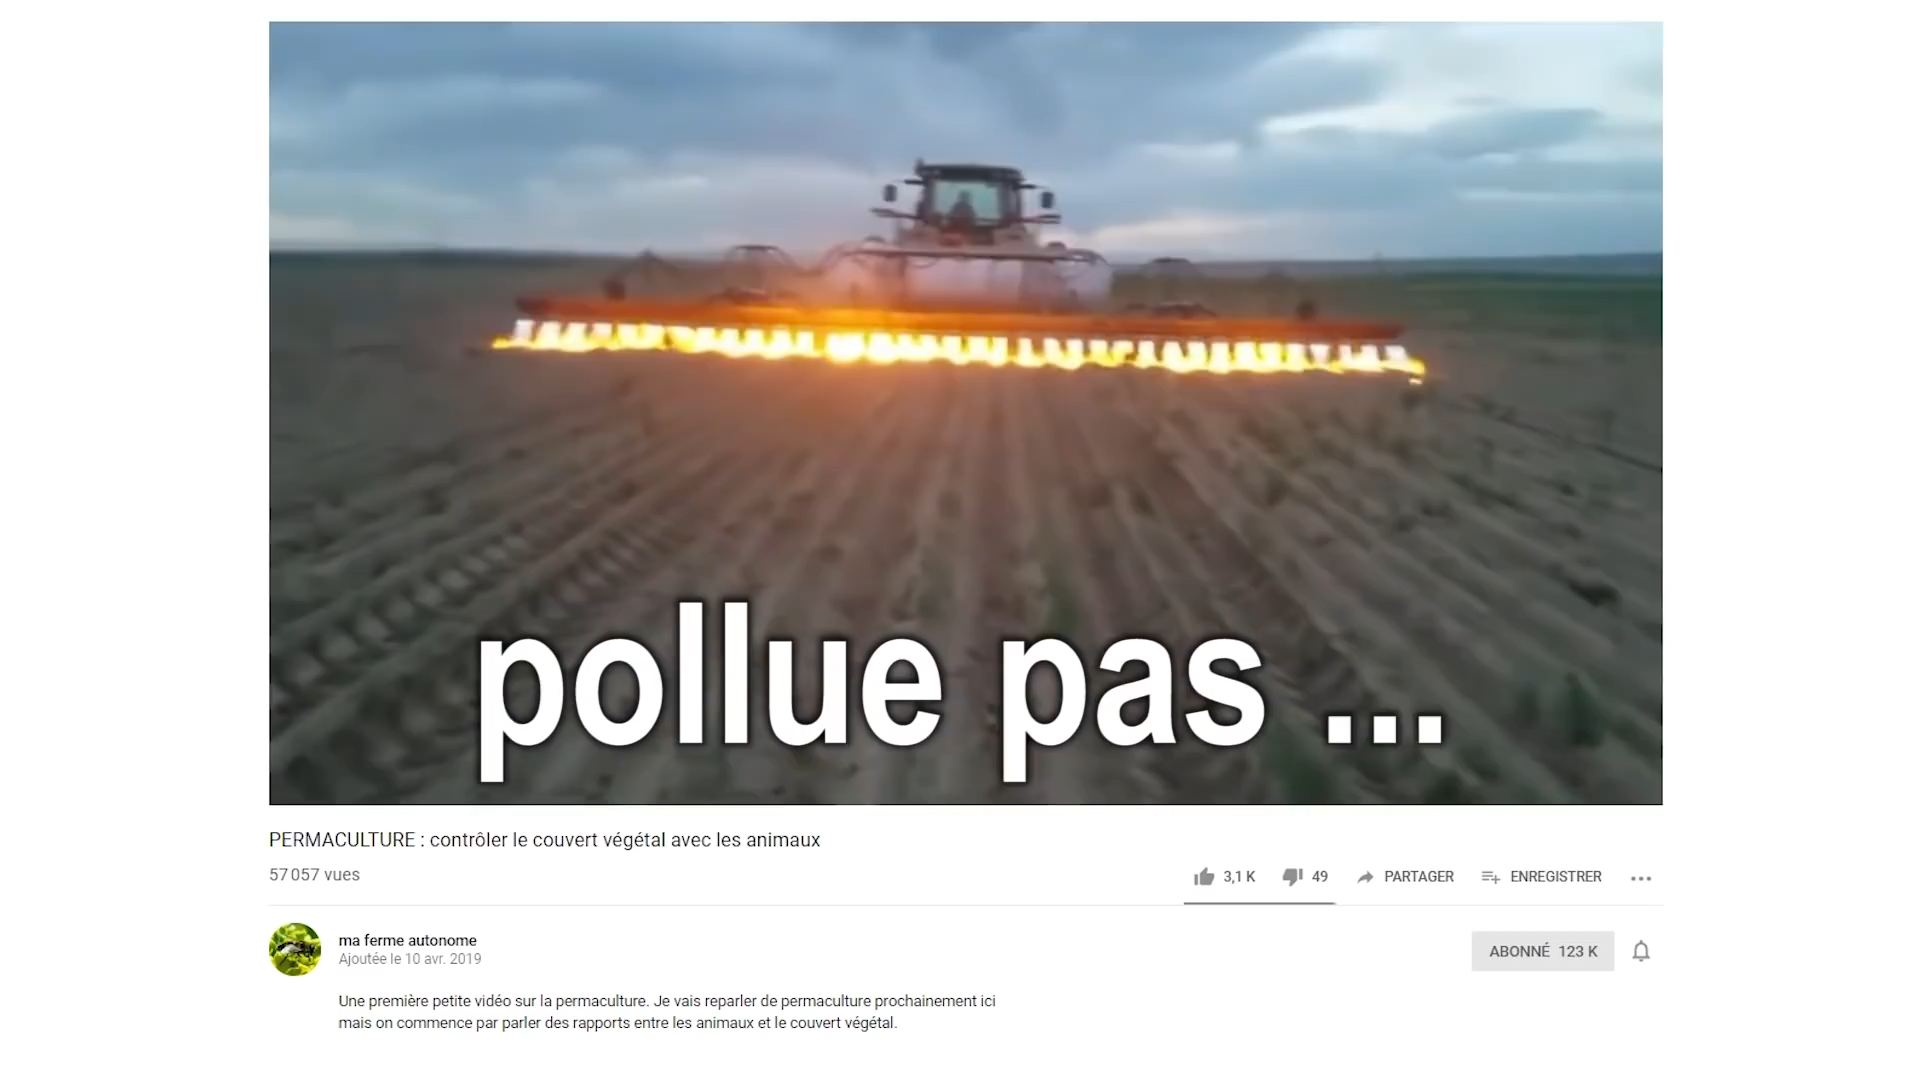 pollue pas ...
PERMACULTURE : contrôler le couvert végétal avec les animaux
57 057 vues
3,1 K
49
PARTAGER
ENREGISTRER
ma ferme autonome
Ajoutée le 10 avr. 2019
ABONNÉ 123 K
Une première petite vidéo sur la permaculture. Je vais reparler de permaculture prochainement ici
mais on commence par parler des rapports entre les animaux et le couvert végétal.